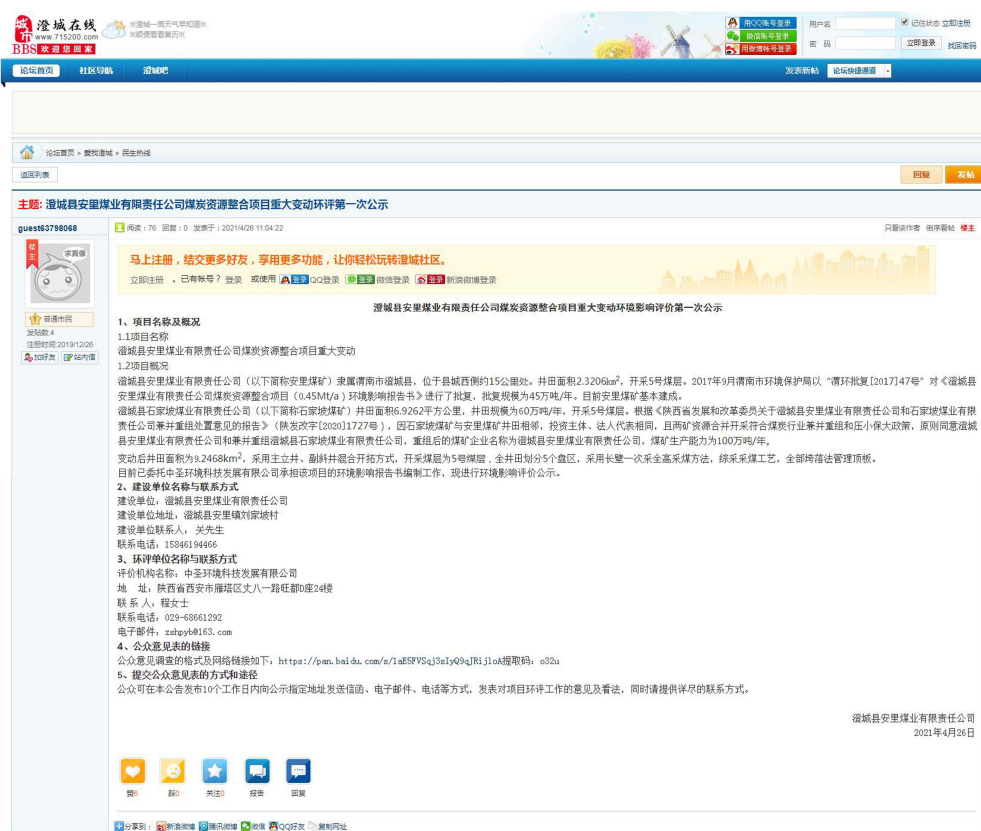 澄城在线
www.715200.com
BBS 欢迎您回家
※澄城一周天气早知道※
※顺便看看黄历※
用QQ账号登录
微信账号登录
用微博帐号登录
用户名
记住状态 立即注册
密 码
立即登录 找回密码
论坛首页 社区导航 澄城吧
发表新帖 论坛快捷通道
论坛首页 > 爱我澄城 > 民生热线
返回列表
回复 发帖
主题: 澄城县安里煤业有限责任公司煤炭资源整合项目重大变动环评第一次公示
guest63798068
阅读：76 回复：0 发表于：2021/4/26 11:04:22
只看该作者 倒序看帖 楼主
楼主
求真像
普通市民
发贴数:4
注册时间:2019/12/26
加好友 站内信
马上注册，结交更多好友，享用更多功能，让你轻松玩转澄城社区。
立即注册 。已有帐号？登录 或使用 登录 QQ登录 登录 微信登录 登录 新浪微博登录
澄城县安里煤业有限责任公司煤炭资源整合项目重大变动环境影响评价第一次公示
1、项目名称及概况
1.1项目名称
澄城县安里煤业有限责任公司煤炭资源整合项目重大变动
1.2项目概况
澄城县安里煤业有限责任公司（以下简称安里煤矿）隶属渭南市澄城县，位于县城西侧约15公里处。井田面积2.3206km²，开采5号煤层。2017年9月渭南市环境保护局以“渭环批复[2017]47号”对《澄城县
安里煤业有限责任公司煤炭资源整合项目（0.45Mt/a）环境影响报告书》进行了批复，批复规模为45万吨/年。目前安里煤矿基本建成。
澄城县石家坡煤业有限责任公司（以下简称石家坡煤矿）井田面积6.9262平方公里，井田规模为60万吨/年，开采5号煤层。根据《陕西省发展和改革委员关于澄城县安里煤业有限责任公司和石家坡煤业有限
责任公司兼并重组处置意见的报告》（陕发改字[2020]1727号），因石家坡煤矿与安里煤矿井田相邻，投资主体、法人代表相同，且两矿资源合并开采符合煤炭行业兼并重组和压小保大政策，原则同意澄城
县安里煤业有限责任公司和兼并重组澄城县石家坡煤业有限责任公司，重组后的煤矿企业名称为澄城县安里煤业有限责任公司，煤矿生产能力为100万吨/年。
变动后井田面积为9.2468km²，采用主立井、副斜井混合开拓方式，开采煤层为5号煤层，全井田划分5个盘区，采用长壁一次采全高采煤方法，综采采煤工艺，全部垮落法管理顶板。
目前已委托中圣环境科技发展有限公司承担该项目的环境影响报告书编制工作，现进行环境影响评价公示。
2、建设单位名称与联系方式
建设单位：澄城县安里煤业有限责任公司
建设单位地址：澄城县安里镇刘家坡村
建设单位联系人： 关先生
联系电话：15846194466
3、环评单位名称与联系方式
评价机构名称：中圣环境科技发展有限公司
地 址：陕西省西安市雁塔区丈八一路旺都D座24楼
联 系 人：程女士
联系电话：029-68661292
电子邮件：zshpyb@163.com
4、公众意见表的链接
公众意见调查的格式及网络链接如下：https://pan.baidu.com/s/1aE5FVSqj3sIyQ9qJRijloA提取码：o32u
5、提交公众意见表的方式和途径
公众可在本公告发布10个工作日内向公示指定地址发送信函、电子邮件、电话等方式，发表对项目环评工作的意见及看法，同时请提供详尽的联系方式。
澄城县安里煤业有限责任公司
2021年4月26日
赞0 踩0 关注0 报告 回复
分享到： 新浪微博 腾讯微博 微信 QQ好友 复制网址